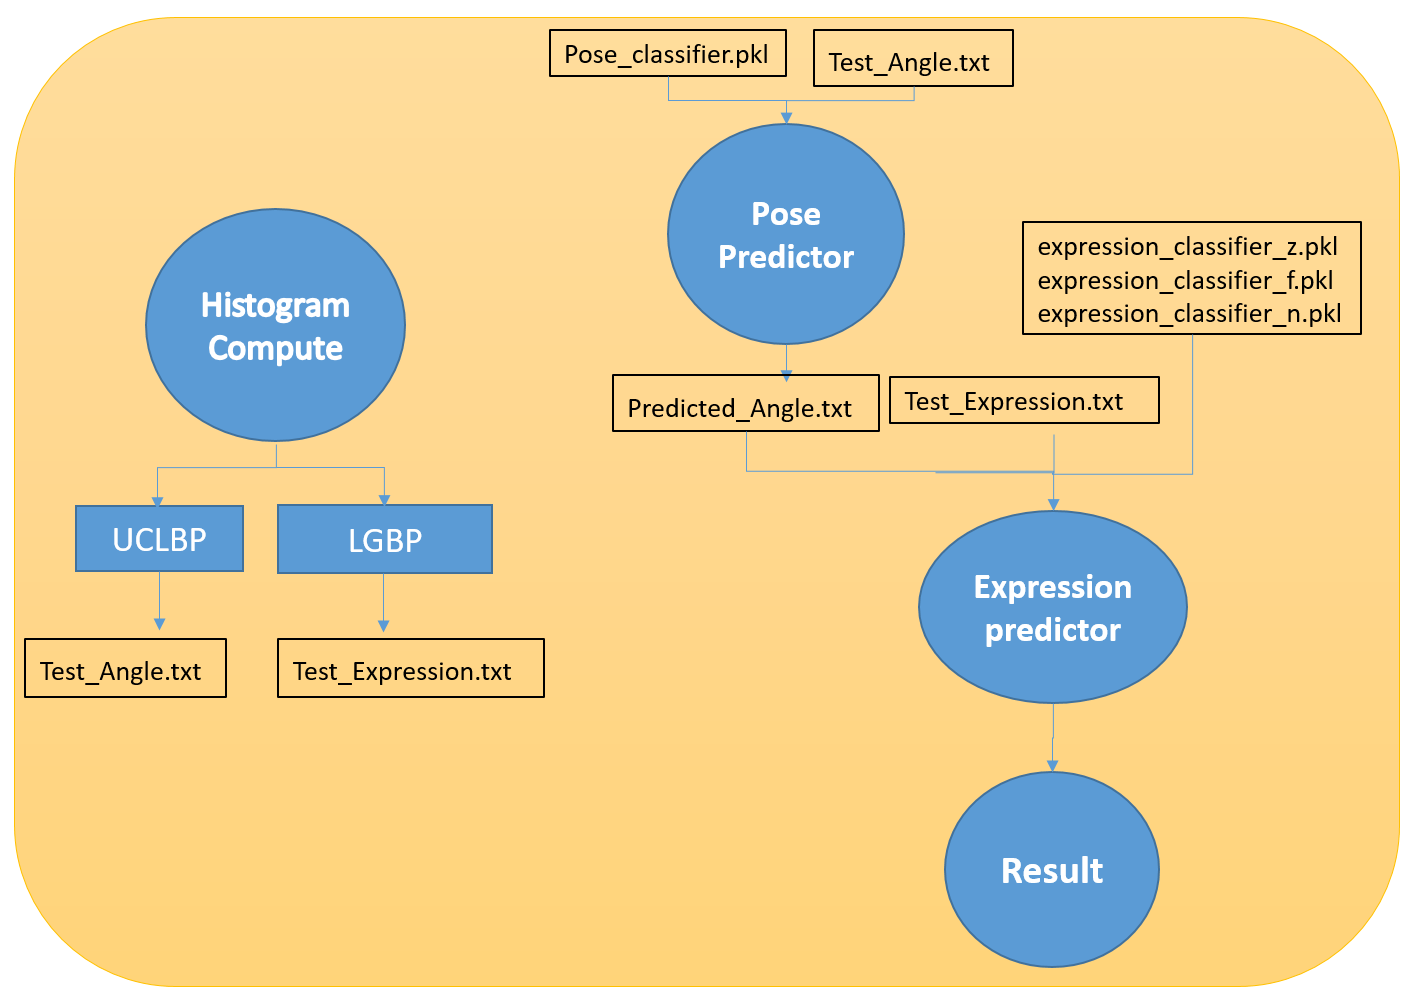 Pose_classifier.pkl
Test_Angle.txt
Pose
Predictor
Histogram
Compute
expression_classifier_z.pkl
expression_classifier_f.pkl
expression_classifier_n.pkl
Predicted_Angle.txt
Test_Expression.txt
UCLBP
LGBP
Expression
predictor
Test_Angle.txt
Test_Expression.txt
Result